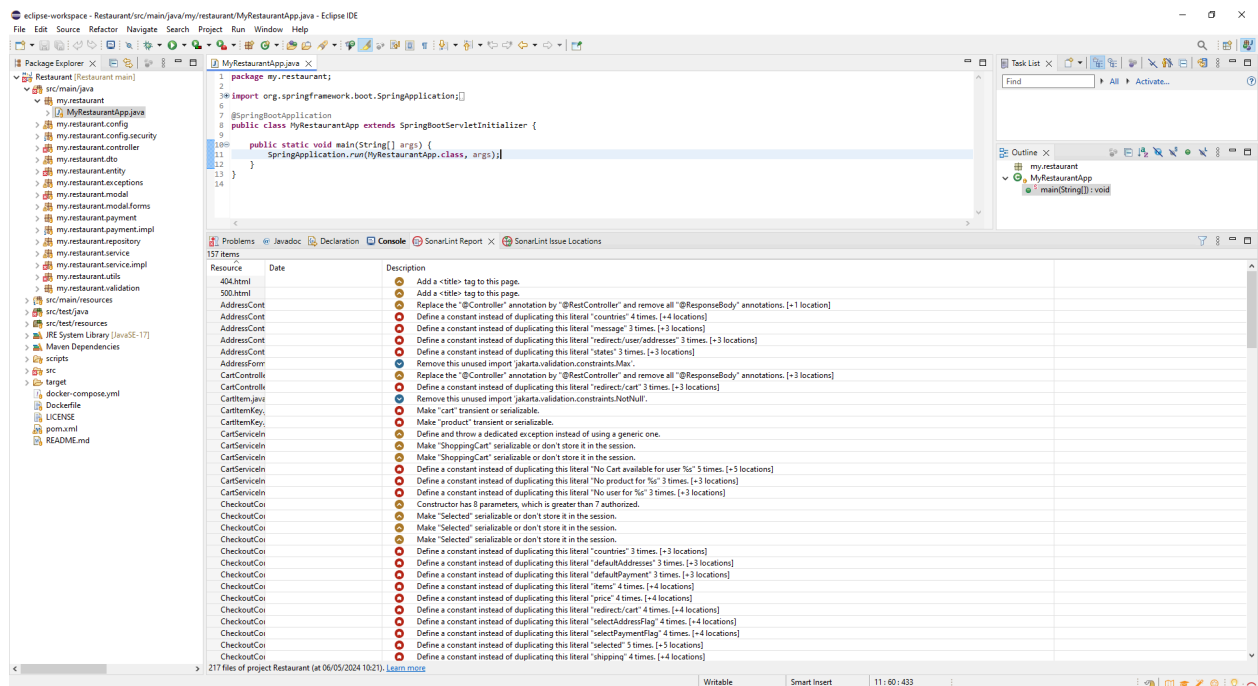 eclipse-workspace - Restaurant/src/main/java/my/restaurant/MyRestaurantApp.java - Eclipse IDE
File Edit Source Refactor Navigate Search Project Run Window Help
Package Explorer
Restaurant [Restaurant main]
src/main/java
my.restaurant
MyRestaurantApp.java
my.restaurant.config
my.restaurant.config.security
my.restaurant.controller
my.restaurant.dto
my.restaurant.entity
my.restaurant.exceptions
my.restaurant.modal
my.restaurant.modal.forms
my.restaurant.payment
my.restaurant.payment.impl
my.restaurant.repository
my.restaurant.service
my.restaurant.service.impl
my.restaurant.utils
my.restaurant.validation
src/main/resources
src/test/java
src/test/resources
JRE System Library [JavaSE-17]
Maven Dependencies
scripts
src
target
docker-compose.yml
Dockerfile
LICENSE
pom.xml
README.md
MyRestaurantApp.java
1 package my.restaurant;
2
3 import org.springframework.boot.SpringApplication;
6
7 @SpringBootApplication
8 public class MyRestaurantApp extends SpringBootServletInitializer {
9
10 public static void main(String[] args) {
11 SpringApplication.run(MyRestaurantApp.class, args);
12 }
13 }
14
Task List
Find All Activate...
Outline
my.restaurant
MyRestaurantApp
main(String[]) : void
Problems Javadoc Declaration Console SonarLint Report SonarLint Issue Locations
157 items
Resource Date Description
404.html Add a <title> tag to this page.
500.html Add a <title> tag to this page.
AddressCont Replace the "@Controller" annotation by "@RestController" and remove all "@ResponseBody" annotations. [+1 location]
AddressCont Define a constant instead of duplicating this literal "countries" 4 times. [+4 locations]
AddressCont Define a constant instead of duplicating this literal "message" 3 times. [+3 locations]
AddressCont Define a constant instead of duplicating this literal "redirect:/user/addresses" 3 times. [+3 locations]
AddressCont Define a constant instead of duplicating this literal "states" 3 times. [+3 locations]
AddressForm Remove this unused import 'jakarta.validation.constraints.Max'.
CartControlle Replace the "@Controller" annotation by "@RestController" and remove all "@ResponseBody" annotations. [+3 locations]
CartControlle Define a constant instead of duplicating this literal "redirect:/cart" 3 times. [+3 locations]
CartItem.java Remove this unused import 'jakarta.validation.constraints.NotNull'.
CartItemKey. Make "cart" transient or serializable.
CartItemKey. Make "product" transient or serializable.
CartServiceIn Define and throw a dedicated exception instead of using a generic one.
CartServiceIn Make "ShoppingCart" serializable or don't store it in the session.
CartServiceIn Make "ShoppingCart" serializable or don't store it in the session.
CartServiceIn Define a constant instead of duplicating this literal "No Cart available for user %s" 5 times. [+5 locations]
CartServiceIn Define a constant instead of duplicating this literal "No product for %s" 3 times. [+3 locations]
CartServiceIn Define a constant instead of duplicating this literal "No user for %s" 3 times. [+3 locations]
CheckoutCo Constructor has 8 parameters, which is greater than 7 authorized.
CheckoutCo Make "Selected" serializable or don't store it in the session.
CheckoutCo Make "Selected" serializable or don't store it in the session.
CheckoutCo Make "Selected" serializable or don't store it in the session.
CheckoutCo Define a constant instead of duplicating this literal "countries" 3 times. [+3 locations]
CheckoutCo Define a constant instead of duplicating this literal "defaultAddresses" 3 times. [+3 locations]
CheckoutCo Define a constant instead of duplicating this literal "defaultPayment" 3 times. [+3 locations]
CheckoutCo Define a constant instead of duplicating this literal "items" 4 times. [+4 locations]
CheckoutCo Define a constant instead of duplicating this literal "price" 4 times. [+4 locations]
CheckoutCo Define a constant instead of duplicating this literal "redirect:/cart" 4 times. [+4 locations]
CheckoutCo Define a constant instead of duplicating this literal "selectAddressFlag" 4 times. [+4 locations]
CheckoutCo Define a constant instead of duplicating this literal "selectPaymentFlag" 4 times. [+4 locations]
CheckoutCo Define a constant instead of duplicating this literal "selected" 5 times. [+5 locations]
CheckoutCo Define a constant instead of duplicating this literal "shipping" 4 times. [+4 locations]
217 files of project Restaurant (at 06/05/2024 10:21). Learn more
Writable Smart Insert 11 : 60 : 433